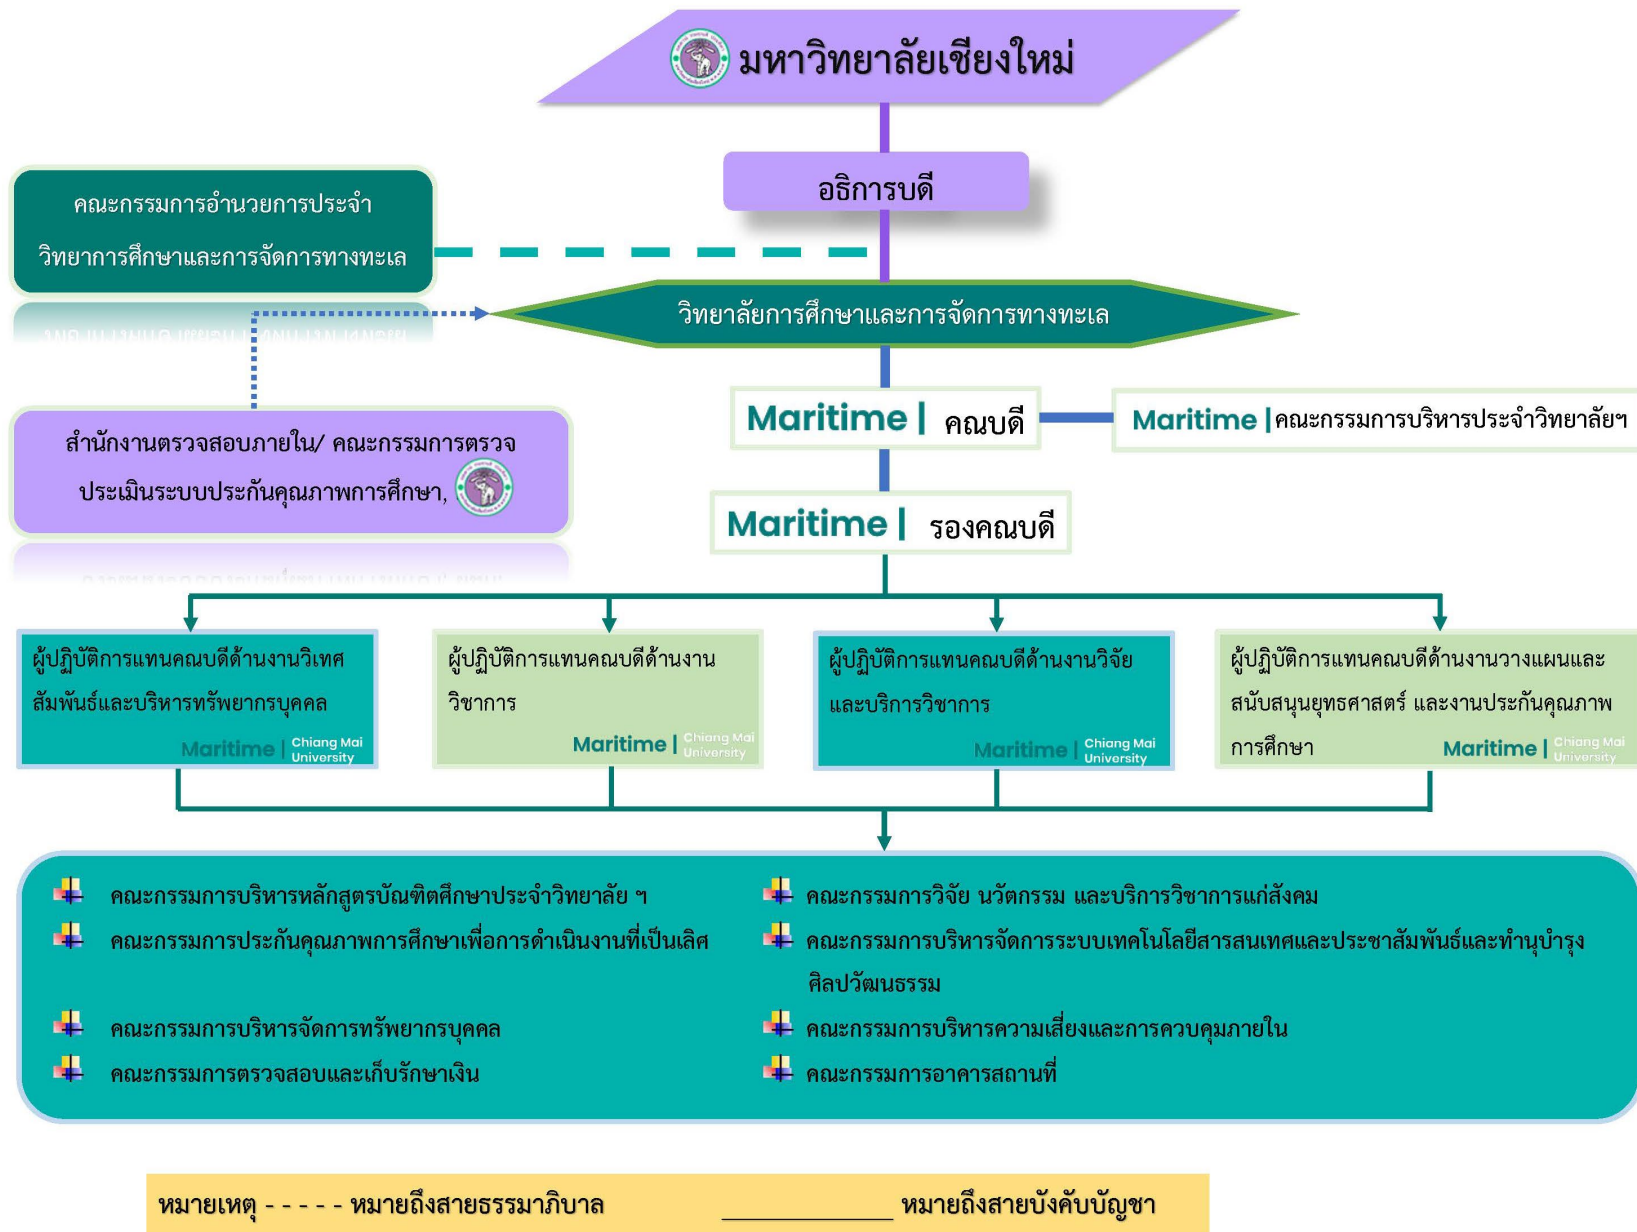 มหาวิทยาลัยเชียงใหม่
อธิการบดี
คณะกรรมการอำนวยการประจำ
วิทยาการศึกษาและการจัดการทางทะเล
วิทยาลัยการศึกษาและการจัดการทางทะเล
Maritime | คณบดี
Maritime | คณะกรรมการบริหารประจำวิทยาลัยฯ
สำนักงานตรวจสอบภายใน/ คณะกรรมการตรวจ
ประเมินระบบประกันคุณภาพการศึกษา,
Maritime | รองคณบดี
ผู้ปฏิบัติการแทนคณบดีด้านงานวิเทศ
สัมพันธ์และบริหารทรัพยากรบุคคล
Maritime | Chiang Mai
University
ผู้ปฏิบัติการแทนคณบดีด้านงาน
วิชาการ
Maritime | Chiang Mai
University
ผู้ปฏิบัติการแทนคณบดีด้านงานวิจัย
และบริการวิชาการ
Maritime | Chiang Mai
University
ผู้ปฏิบัติการแทนคณบดีด้านงานวางแผนและ
สนับสนุนยุทธศาสตร์ และงานประกันคุณภาพ
การศึกษา
Maritime | Chiang Mai
University
คณะกรรมการบริหารหลักสูตรบัณฑิตศึกษาประจำวิทยาลัย ฯ
คณะกรรมการวิจัย นวัตกรรม และบริการวิชาการแก่สังคม
คณะกรรมการประกันคุณภาพการศึกษาเพื่อการดำเนินงานที่เป็นเลิศ
คณะกรรมการบริหารจัดการระบบเทคโนโลยีสารสนเทศและประชาสัมพันธ์และทำนุบำรุง
ศิลปวัฒนธรรม
คณะกรรมการบริหารจัดการทรัพยากรบุคคล
คณะกรรมการบริหารความเสี่ยงและการควบคุมภายใน
คณะกรรมการตรวจสอบและเก็บรักษาเงิน
คณะกรรมการอาคารสถานที่
หมายเหตุ - - - - - หมายถึงสายธรรมาภิบาล ____________ หมายถึงสายบังคับบัญชา